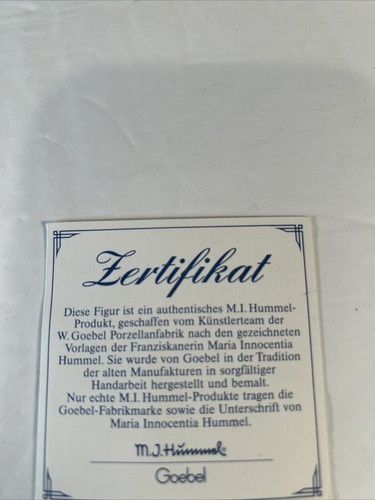 Zertifikat
Diese Figur ist ein authentisches M.I. Hummel-
Produkt, geschaffen vom Künstlerteam der
W. Goebel Porzellanfabrik nach den gezeichneten
Vorlagen der Franziskanerin Maria Innocentia
Hummel. Sie wurde von Goebel in der Tradition
der alten Manufakturen in sorgfältiger
Handarbeit hergestellt und bemalt.
Nur echte M.I. Hummel-Produkte tragen die
Goebel-Fabrikmarke sowie die Unterschrift von
Maria Innocentia Hummel.
M.J. Hummel
Goebel